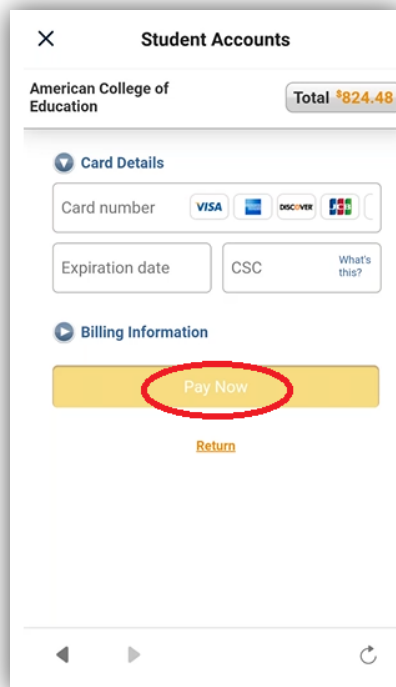 Student Accounts
American College of
Education
Total $824.48
Card Details
Card number VISA DISCOVER JCB
Expiration date CSC What's
this?
Billing Information
Pay Now
Return